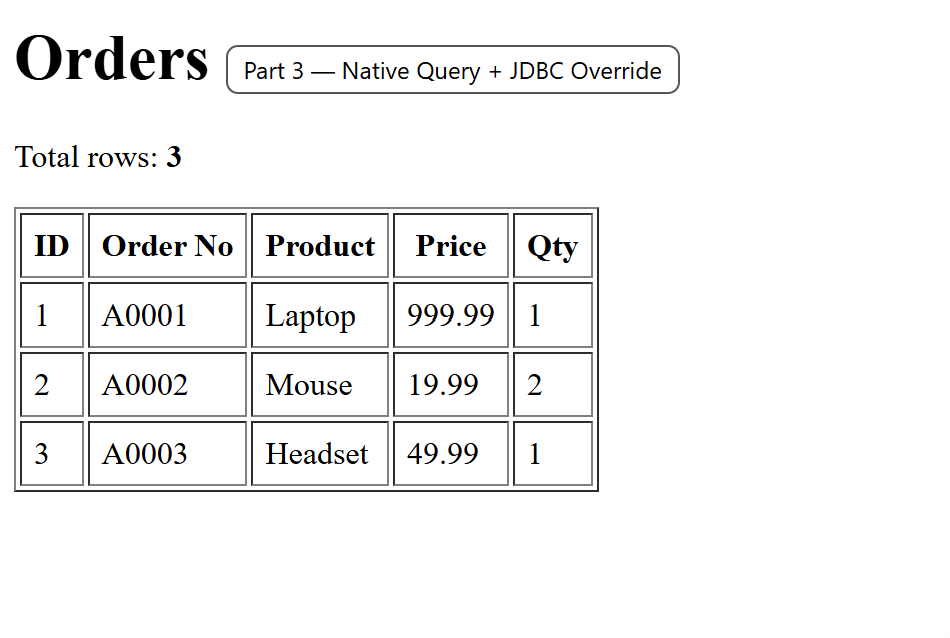 Orders Part 3 — Native Query + JDBC Override
Total rows: 3
ID Order No Product Price Qty
1 A0001 Laptop 999.99 1
2 A0002 Mouse 19.99 2
3 A0003 Headset 49.99 1